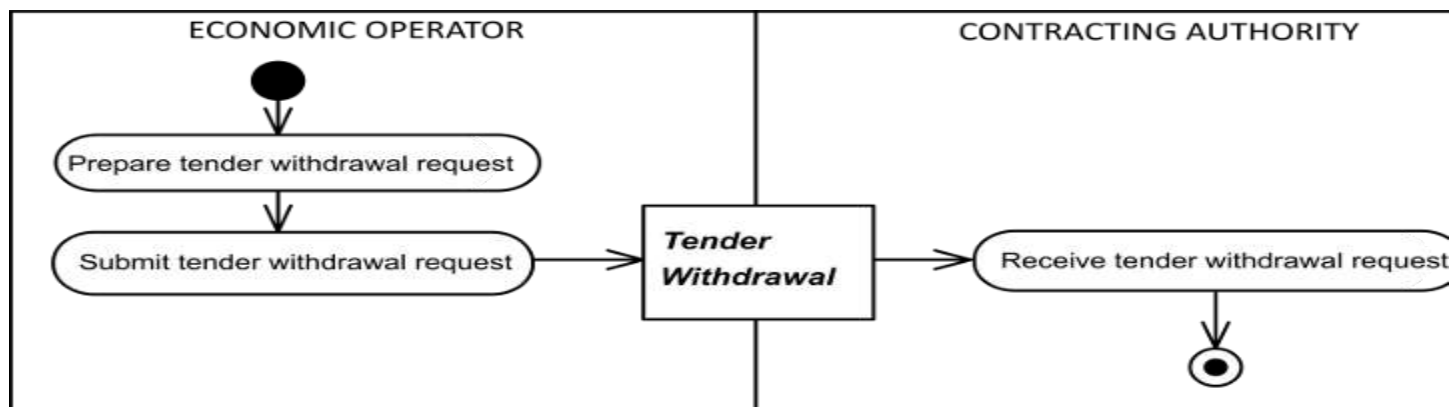 ECONOMIC OPERATOR
CONTRACTING AUTHORITY
Prepare tender withdrawal request
Submit tender withdrawal request
Tender
Withdrawal
Receive tender withdrawal request